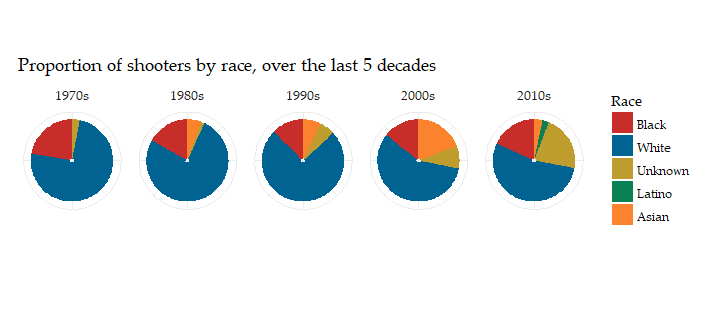 Proportion of shooters by race, over the last 5 decades
1970s 1980s 1990s 2000s 2010s
Race
Black
White
Unknown
Latino
Asian